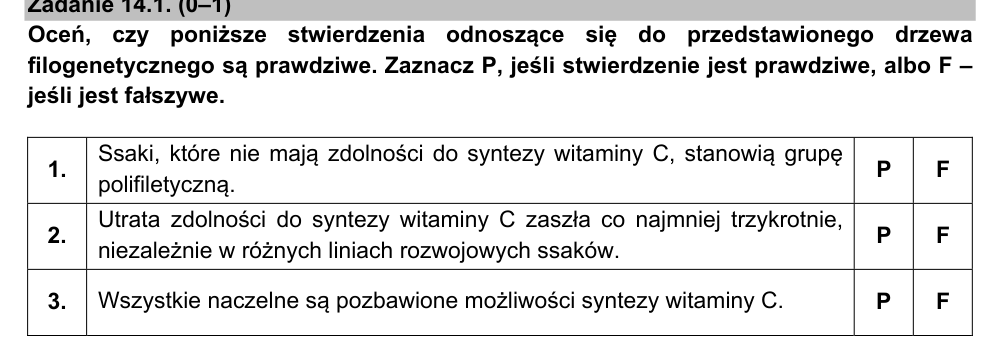 Zadanie 14.1. (0–1)
Oceń, czy poniższe stwierdzenia odnoszące się do przedstawionego drzewa
filogenetycznego są prawdziwe. Zaznacz P, jeśli stwierdzenie jest prawdziwe, albo F –
jeśli jest fałszywe.
1. Ssaki, które nie mają zdolności do syntezy witaminy C, stanowią grupę
polifiletyczną. P F
2. Utrata zdolności do syntezy witaminy C zaszła co najmniej trzykrotnie,
niezależnie w różnych liniach rozwojowych ssaków. P F
3. Wszystkie naczelne są pozbawione możliwości syntezy witaminy C. P F